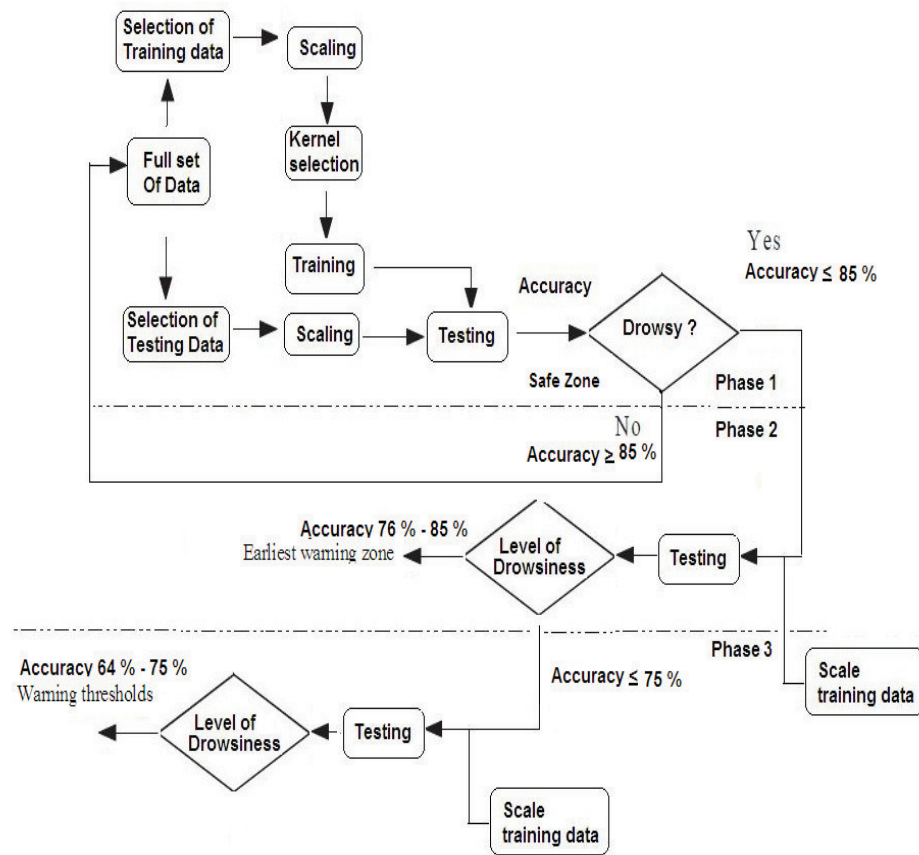 Selection of
Training data
Scaling
Kernel
selection
Full set
Of Data
Training
Selection of
Testing Data
Scaling
Testing
Accuracy
Drowsy ?
Yes
Accuracy ≤ 85 %
Safe Zone
Phase 1
Phase 2
No
Accuracy ≥ 85 %
Accuracy 76 % - 85 %
Earliest warning zone
Level of
Drowsiness
Testing
Phase 3
Scale
training data
Accuracy ≤ 75 %
Accuracy 64 % - 75 %
Warning thresholds
Level of
Drowsiness
Testing
Scale
training data